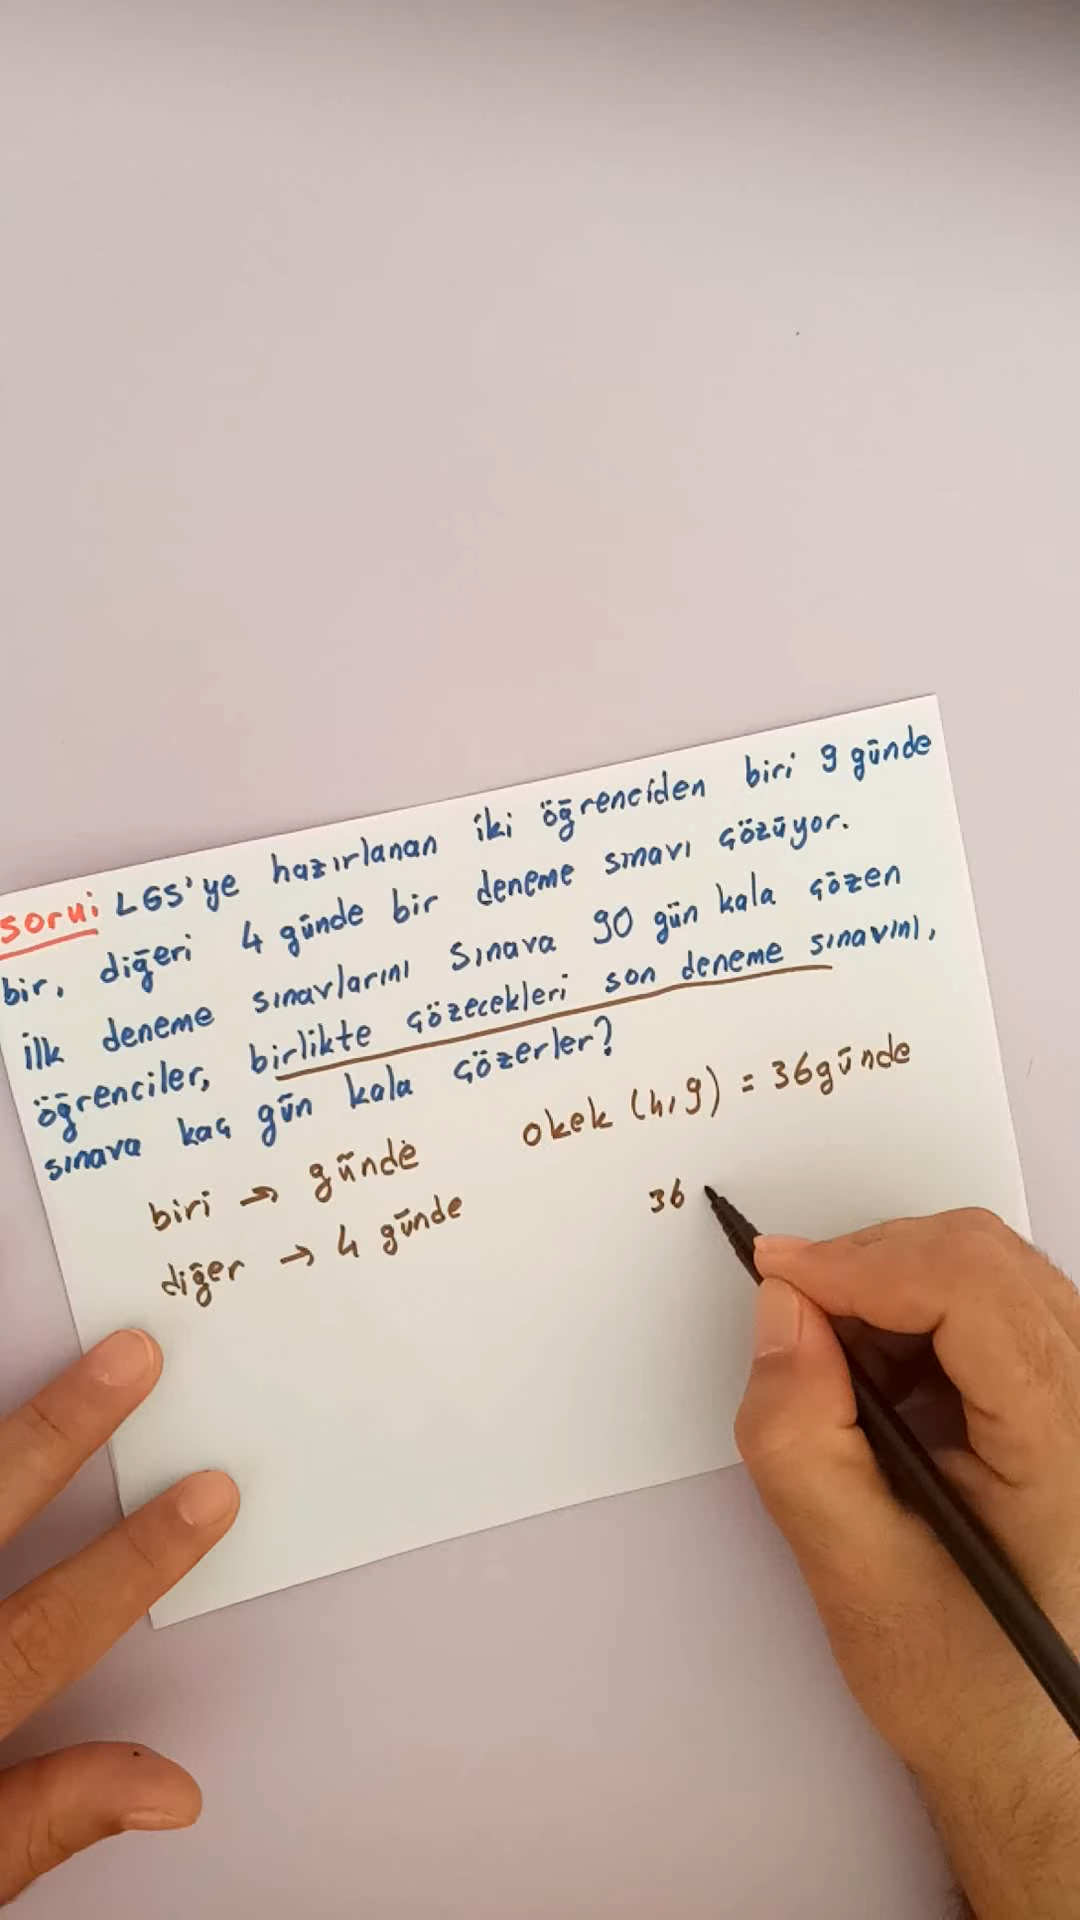 soru: LGS'ye hazırlanan iki öğrenciden biri 9 günde
bir, diğeri 4 günde bir deneme sınavı çözüyor.
İlk deneme sınavlarını sınava 90 gün kala çözen
öğrenciler, birlikte çözecekleri son deneme sınavını,
sınava kaç gün kala çözerler?
biri → günde
okek (4,9) = 36günde
diğer → 4 günde
36